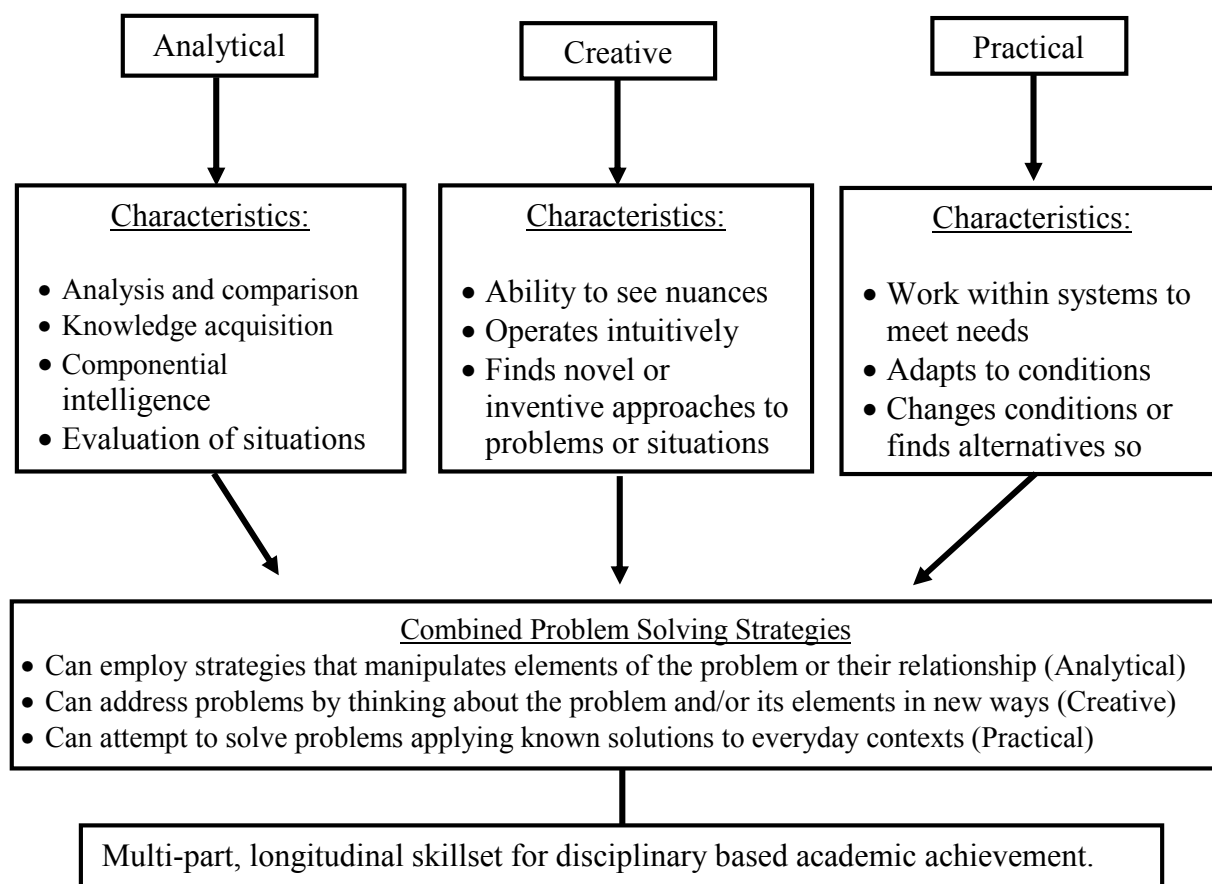 Analytical
Creative
Practical
Characteristics:
• Analysis and comparison
• Knowledge acquisition
• Componential
intelligence
• Evaluation of situations
Characteristics:
• Ability to see nuances
• Operates intuitively
• Finds novel or
inventive approaches to
problems or situations
Characteristics:
• Work within systems to
meet needs
• Adapts to conditions
• Changes conditions or
finds alternatives so
Combined Problem Solving Strategies
• Can employ strategies that manipulates elements of the problem or their relationship (Analytical)
• Can address problems by thinking about the problem and/or its elements in new ways (Creative)
• Can attempt to solve problems applying known solutions to everyday contexts (Practical)
Multi-part, longitudinal skillset for disciplinary based academic achievement.